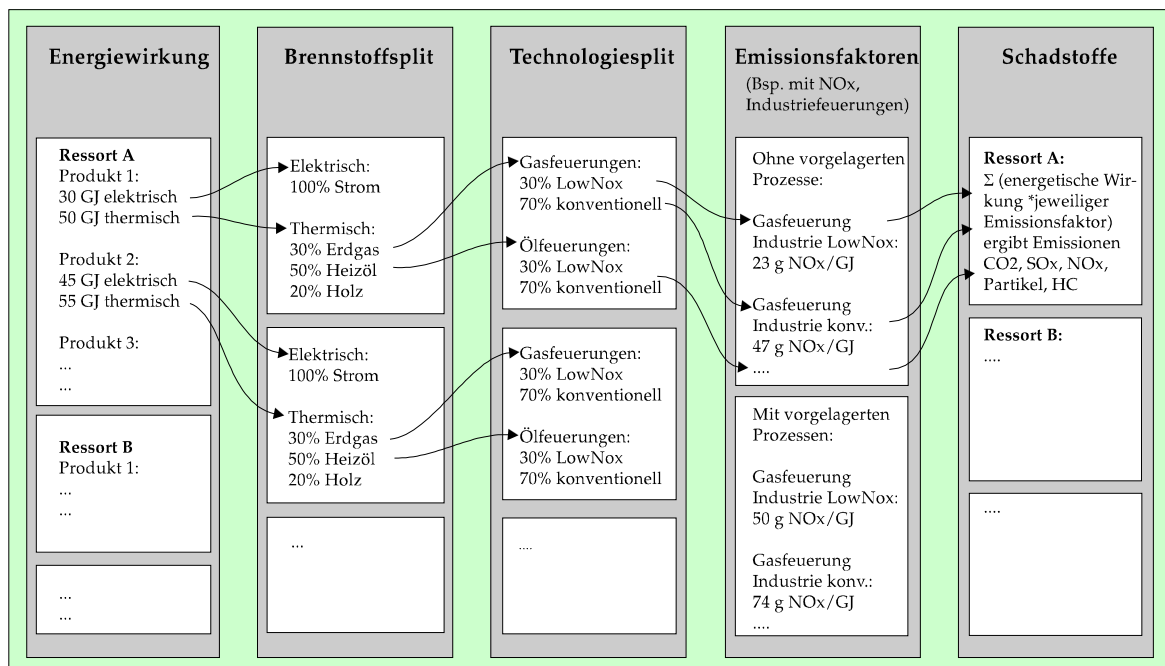 Energiewirkung
Ressort A
Produkt 1:
30 GJ elektrisch
50 GJ thermisch
Produkt 2:
45 GJ elektrisch
55 GJ thermisch
Produkt 3:
...
...
Ressort B
Produkt 1:
...
...
...
...
Brennstoffsplit
Elektrisch:
100% Strom
Thermisch:
30% Erdgas
50% Heizöl
20% Holz
Elektrisch:
100% Strom
Thermisch:
30% Erdgas
50% Heizöl
20% Holz
...
Technologiesplit
Gasfeuerungen:
30% LowNox
70% konventionell
Ölfeuerungen:
30% LowNox
70% konventionell
Gasfeuerungen:
30% LowNox
70% konventionell
Ölfeuerungen:
30% LowNox
70% konventionell
....
Emissionsfaktoren
(Bsp. mit NOx,
Industriefeuerungen)
Ohne vorgelagerten
Prozesse:
Gasfeuerung
Industrie LowNox:
23 g NOx/GJ
Gasfeuerung
Industrie konv.:
47 g NOx/GJ
....
Mit vorgelagerten
Prozessen:
Gasfeuerung
Industrie LowNox:
50 g NOx/GJ
Gasfeuerung
Industrie konv.:
74 g NOx/GJ
....
Schadstoffe
Ressort A:
Σ (energetische Wir-
kung *jeweiliger
Emissionsfaktor)
ergibt Emissionen
CO2, SOx, NOx,
Partikel, HC
Ressort B:
....
....